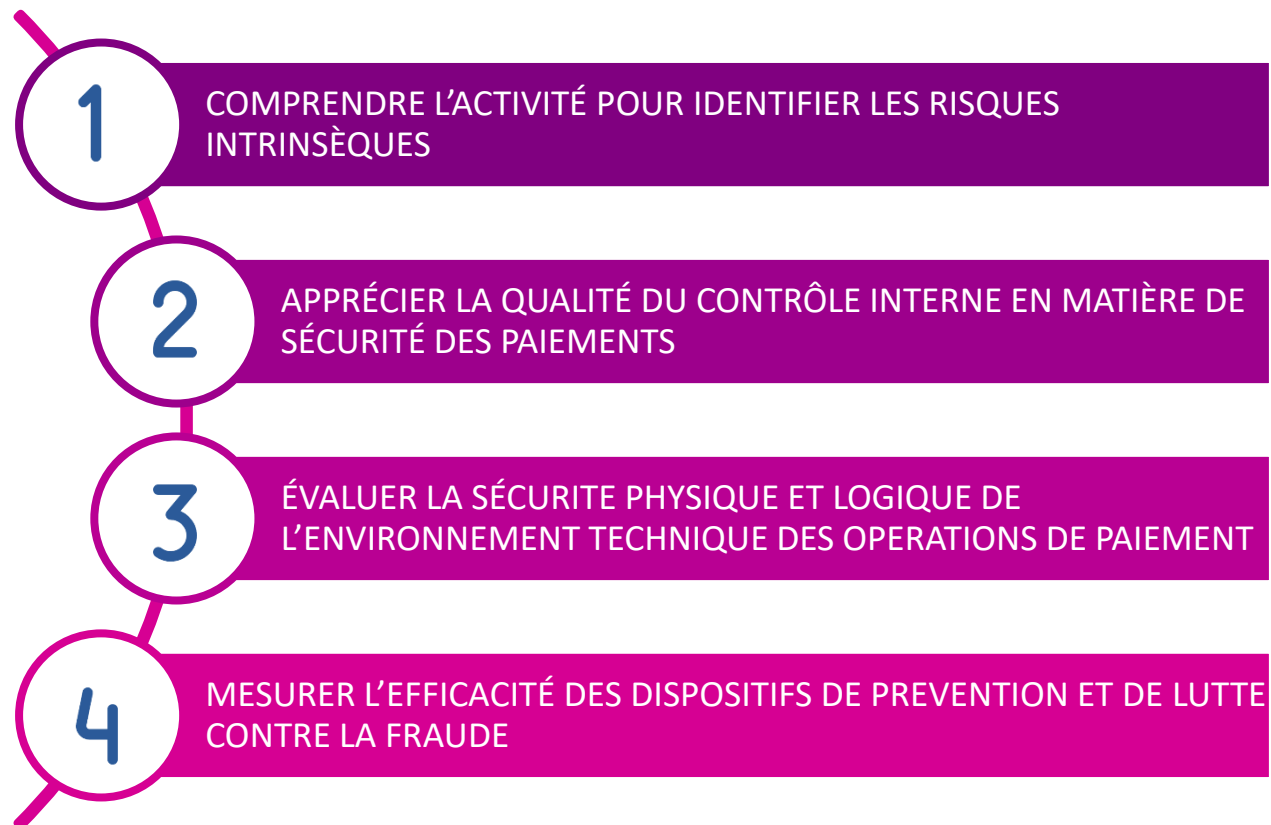 1
COMPRENDRE L’ACTIVITÉ POUR IDENTIFIER LES RISQUES
INTRINSÈQUES
2
APPRÉCIER LA QUALITÉ DU CONTRÔLE INTERNE EN MATIÈRE DE
SÉCURITÉ DES PAIEMENTS
3
ÉVALUER LA SÉCURITE PHYSIQUE ET LOGIQUE DE
L’ENVIRONNEMENT TECHNIQUE DES OPERATIONS DE PAIEMENT
4
MESURER L’EFFICACITÉ DES DISPOSITIFS DE PREVENTION ET DE LUTTE
CONTRE LA FRAUDE